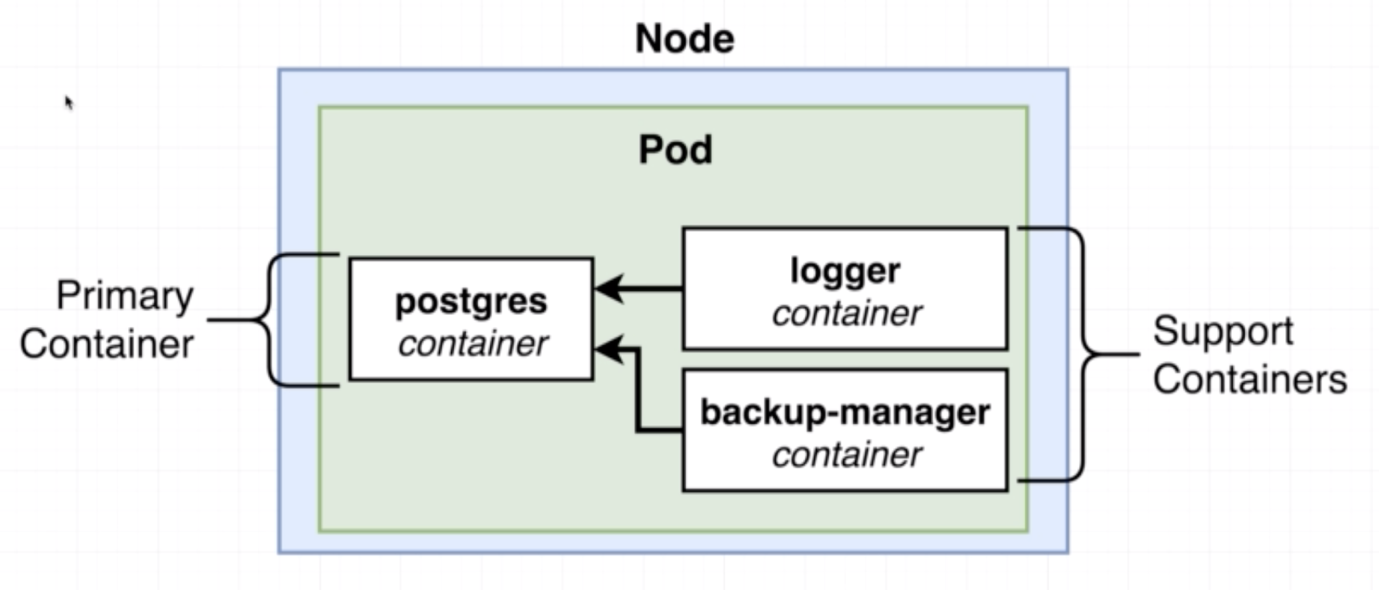 Node
Pod
Primary
Container
postgres
container
logger
container
backup-manager
container
Support
Containers